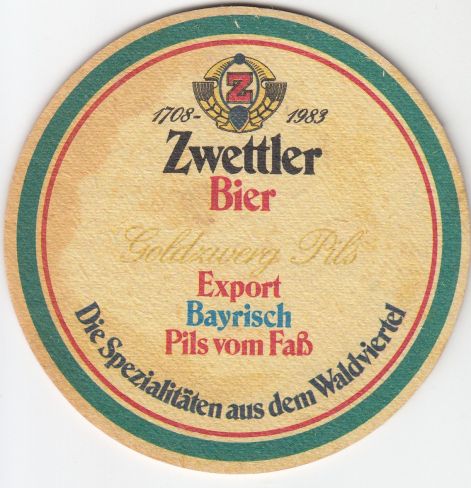 Z
1708- 1983
Zwettler
Bier
Goldzwerg Pils
Export
Bayrisch
Pils vom Faß
Die Spezialitäten aus dem Waldviertel